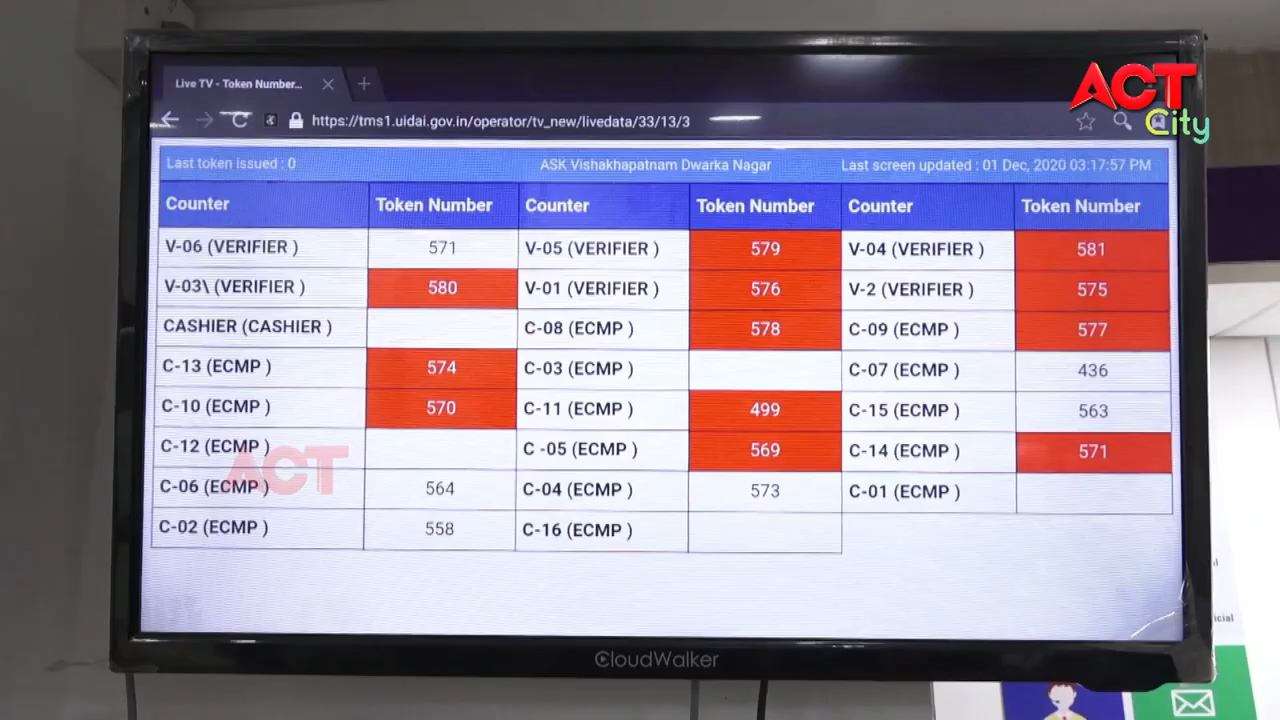 ACT
City
Live TV - Token Number...
https://tms1.uidai.gov.in/operator/tv_new/livedata/33/13/3
Last token issued : 0 ASK Vishakhapatnam Dwarka Nagar Last screen updated : 01 Dec, 2020 03:17:57 PM
Counter Token Number Counter Token Number Counter Token Number
V-06 (VERIFIER ) 571 V-05 (VERIFIER ) 579 V-04 (VERIFIER ) 581
V-03\ (VERIFIER ) 580 V-01 (VERIFIER ) 576 V-2 (VERIFIER ) 575
CASHIER (CASHIER ) C-08 (ECMP ) 578 C-09 (ECMP ) 577
C-13 (ECMP ) 574 C-03 (ECMP ) C-07 (ECMP ) 436
C-10 (ECMP ) 570 C-11 (ECMP ) 499 C-15 (ECMP ) 563
C-12 (ECMP ) C -05 (ECMP ) 569 C-14 (ECMP ) 571
ACT
C-06 (ECMP ) 564 C-04 (ECMP ) 573 C-01 (ECMP )
C-02 (ECMP ) 558 C-16 (ECMP )
CloudWalker